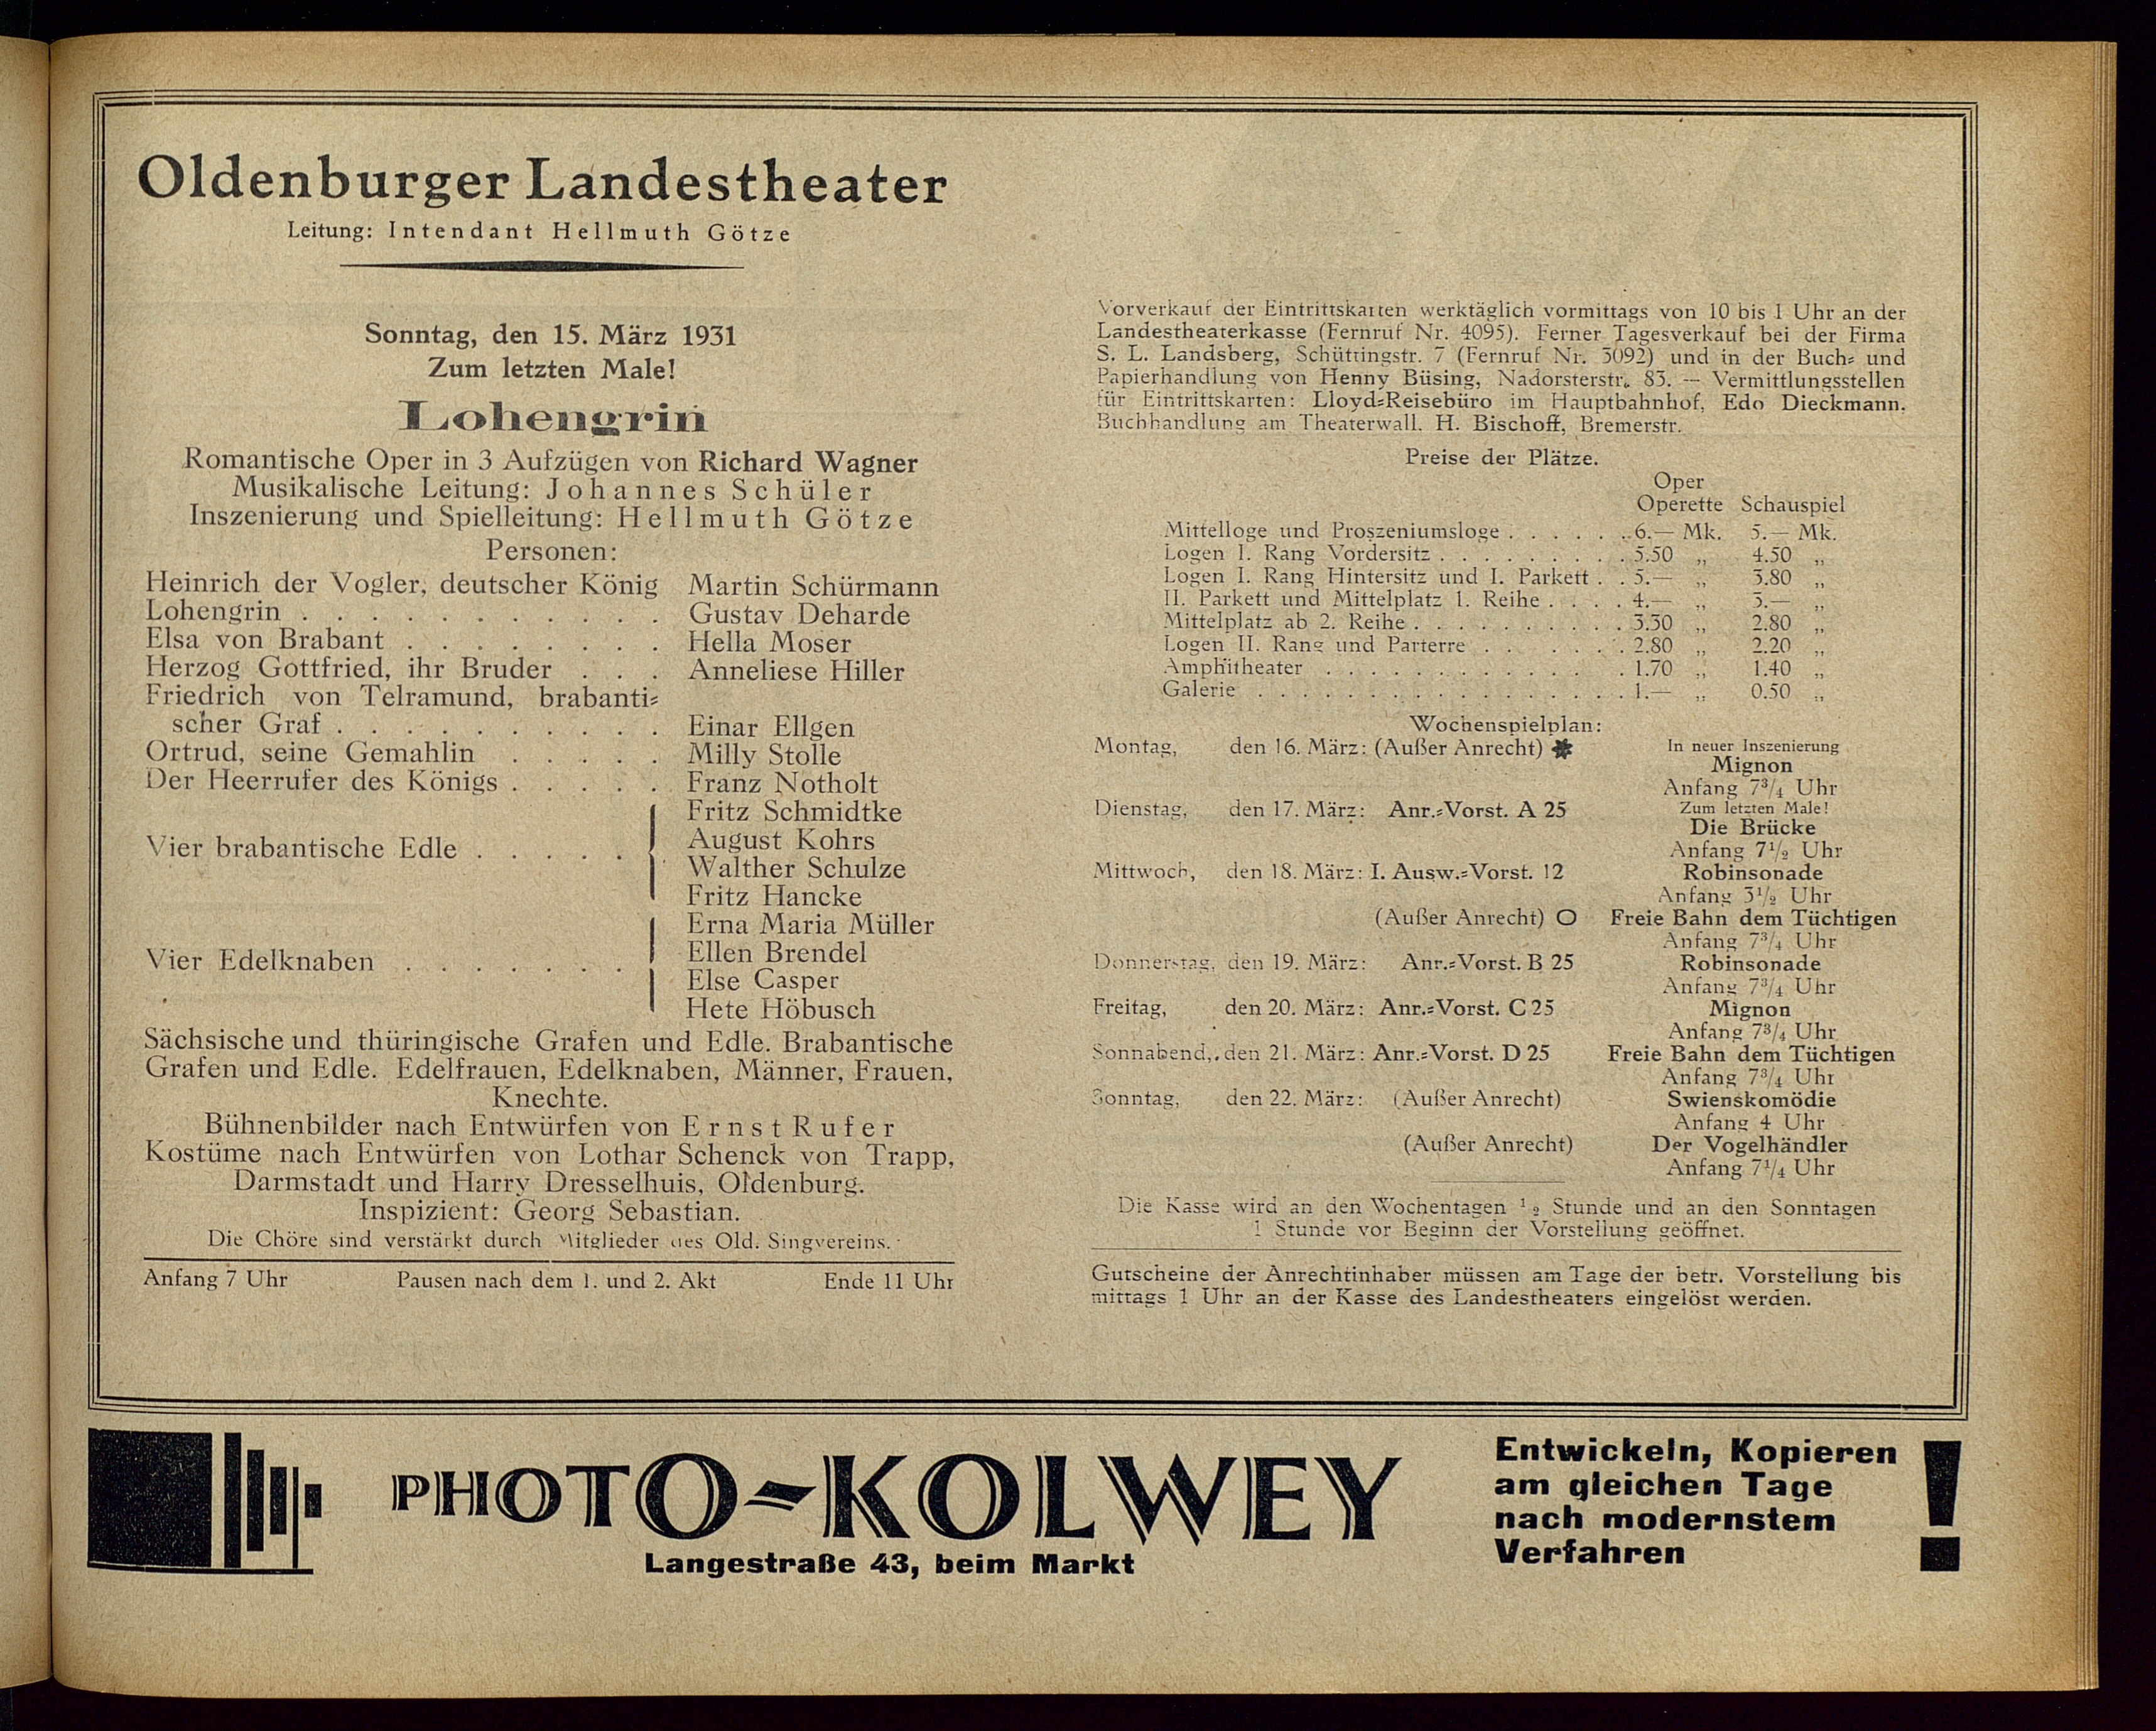 Oldenburger Landestheater
Leitung: Intendant Hellmuth Götze
Sonntag, den 15. März 1931
Zum letzten Male!
Lohengrin
Romantische Oper in 3 Aufzügen von Richard Wagner
Musikalische Leitung: Johannes Schüler
Inszenierung und Spielleitung: Hellmuth Götze
Personen:
Heinrich der Vogler, deutscher König Martin Schürmann
Lohengrin . . . . . . . . . . . . Gustav Deharde
Elsa von Brabant . . . . . . . . Hella Moser
Herzog Gottfried, ihr Bruder . . . Anneliese Hiller
Friedrich von Telramund, brabanti=
scher Graf . . . . . . . . . . . Einar Ellgen
Ortrud, seine Gemahlin . . . . . Milly Stolle
Der Heerrufer des Königs . . . . . Franz Notholt
Fritz Schmidtke
August Kohrs
Vier brabantische Edle . . . . .
Walther Schulze
Fritz Hancke
Erna Maria Müller
Ellen Brendel
Vier Edelknaben . . . . . . .
Else Casper
Hete Höbusch
Sächsische und thüringische Grafen und Edle. Brabantische
Grafen und Edle. Edelfrauen, Edelknaben, Männer, Frauen,
Knechte.
Bühnenbilder nach Entwürfen von Ernst Rufer
Kostüme nach Entwürfen von Lothar Schenck von Trapp,
Darmstadt und Harry Dresselhuis, Oldenburg.
Inspizient: Georg Sebastian.
Die Chöre sind verstärkt durch Mitglieder des Old. Singvereins.
Anfang 7 Uhr Pausen nach dem 1. und 2. Akt Ende 11 Uhr
Vorverkauf der Eintrittskarten werktäglich vormittags von 10 bis 1 Uhr an der
Landestheaterkasse (Fernruf Nr. 4095). Ferner Tagesverkauf bei der Firma
S. L. Landsberg, Schüttingstr. 7 (Fernruf Nr. 3092) und in der Buch= und
Papierhandlung von Henny Büsing, Nadorsterstr. 83. — Vermittlungsstellen
für Eintrittskarten: Lloyd=Reisebüro im Hauptbahnhof, Edo Dieckmann,
Buchhandlung am Theaterwall. H. Bischoff, Bremerstr.
Preise der Plätze.
Oper
Operette Schauspiel
Mittelloge und Proszeniumsloge . . . . . . 6.— Mk. 5.— Mk.
Logen I. Rang Vordersitz . . . . . . . . . 5.50 „ 4.50 „
Logen I. Rang Hintersitz und I. Parkett . . 5.— „ 3.80 „
II. Parkett und Mittelplatz 1. Reihe . . . . 4.— „ 3.— „
Mittelplatz ab 2. Reihe . . . . . . . . . . 3.30 „ 2.80 „
Logen II. Rang und Parterre . . . . . . . 2.80 „ 2.20 „
Amphitheater . . . . . . . . . . . . 1.70 „ 1.40 „
Galerie . . . . . . . . . . . . . . . . 1.— „ 0.50 „
Wochenspielplan:
Montag, den 16. März: (Außer Anrecht) ✱ In neuer Inszenierung
Mignon
Anfang 7¾ Uhr
Dienstag, den 17. März: Anr.=Vorst. A 25 Zum letzten Male!
Die Brücke
Anfang 7½ Uhr
Mittwoch, den 18. März: I. Ausw.=Vorst. 12 Robinsonade
Anfang 3½ Uhr
(Außer Anrecht) O Freie Bahn dem Tüchtigen
Anfang 7¾ Uhr
Donnerstag, den 19. März: Anr.=Vorst. B 25 Robinsonade
Anfang 7¾ Uhr
Freitag, den 20. März: Anr.=Vorst. C 25 Mignon
Anfang 7¾ Uhr
Sonnabend, den 21. März: Anr.=Vorst. D 25 Freie Bahn dem Tüchtigen
Anfang 7¾ Uhr
Sonntag, den 22. März: (Außer Anrecht) Swienskomödie
Anfang 4 Uhr
(Außer Anrecht) Der Vogelhändler
Anfang 7¼ Uhr
Die Kasse wird an den Wochentagen ½ Stunde und an den Sonntagen
1 Stunde vor Beginn der Vorstellung geöffnet.
Gutscheine der Anrechtinhaber müssen am Tage der betr. Vorstellung bis
mittags 1 Uhr an der Kasse des Landestheaters eingelöst werden.
PHOTO=KOLWEY
Langestraße 43, beim Markt
Entwickeln, Kopieren
am gleichen Tage
nach modernstem
Verfahren !